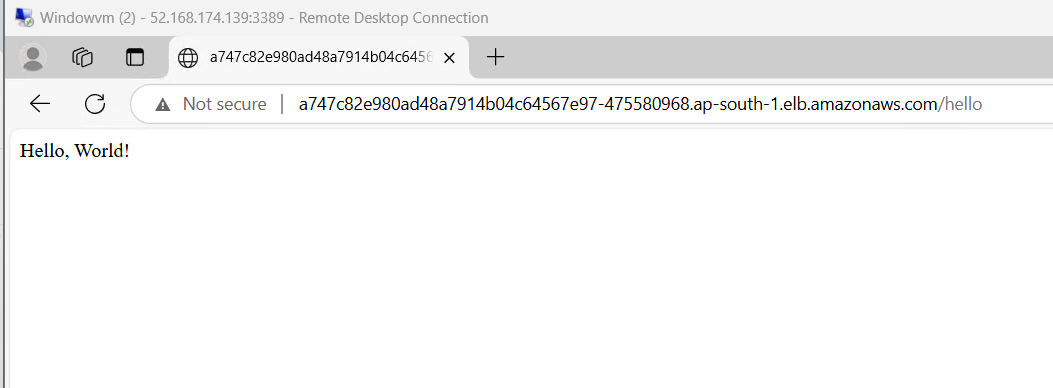 Windowvm (2) - 52.168.174.139:3389 - Remote Desktop Connection
a747c82e980ad48a7914b04c6456
Not secure | a747c82e980ad48a7914b04c64567e97-475580968.ap-south-1.elb.amazonaws.com/hello
Hello, World!